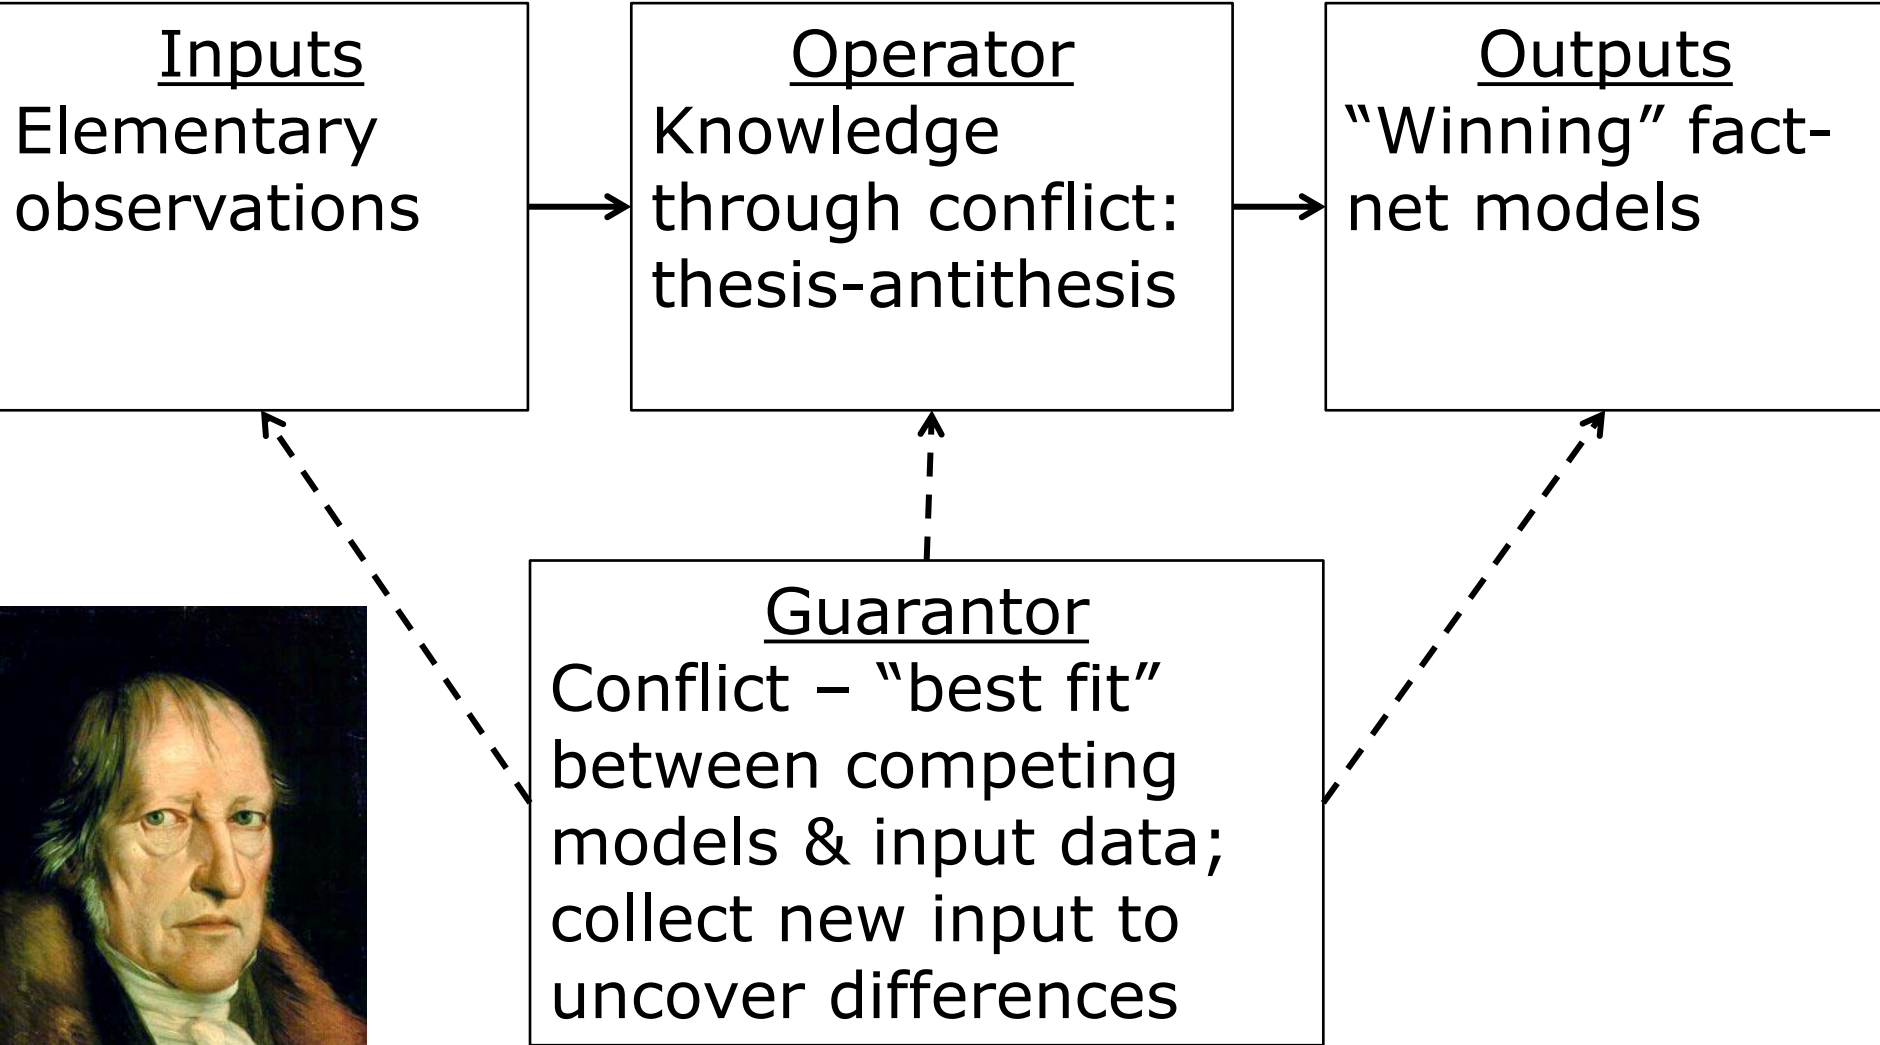 Inputs
Elementary
observations
Operator
Knowledge
through conflict:
thesis-antithesis
Outputs
“Winning” fact-
net models
Guarantor
Conflict – “best fit”
between competing
models & input data;
collect new input to
uncover differences